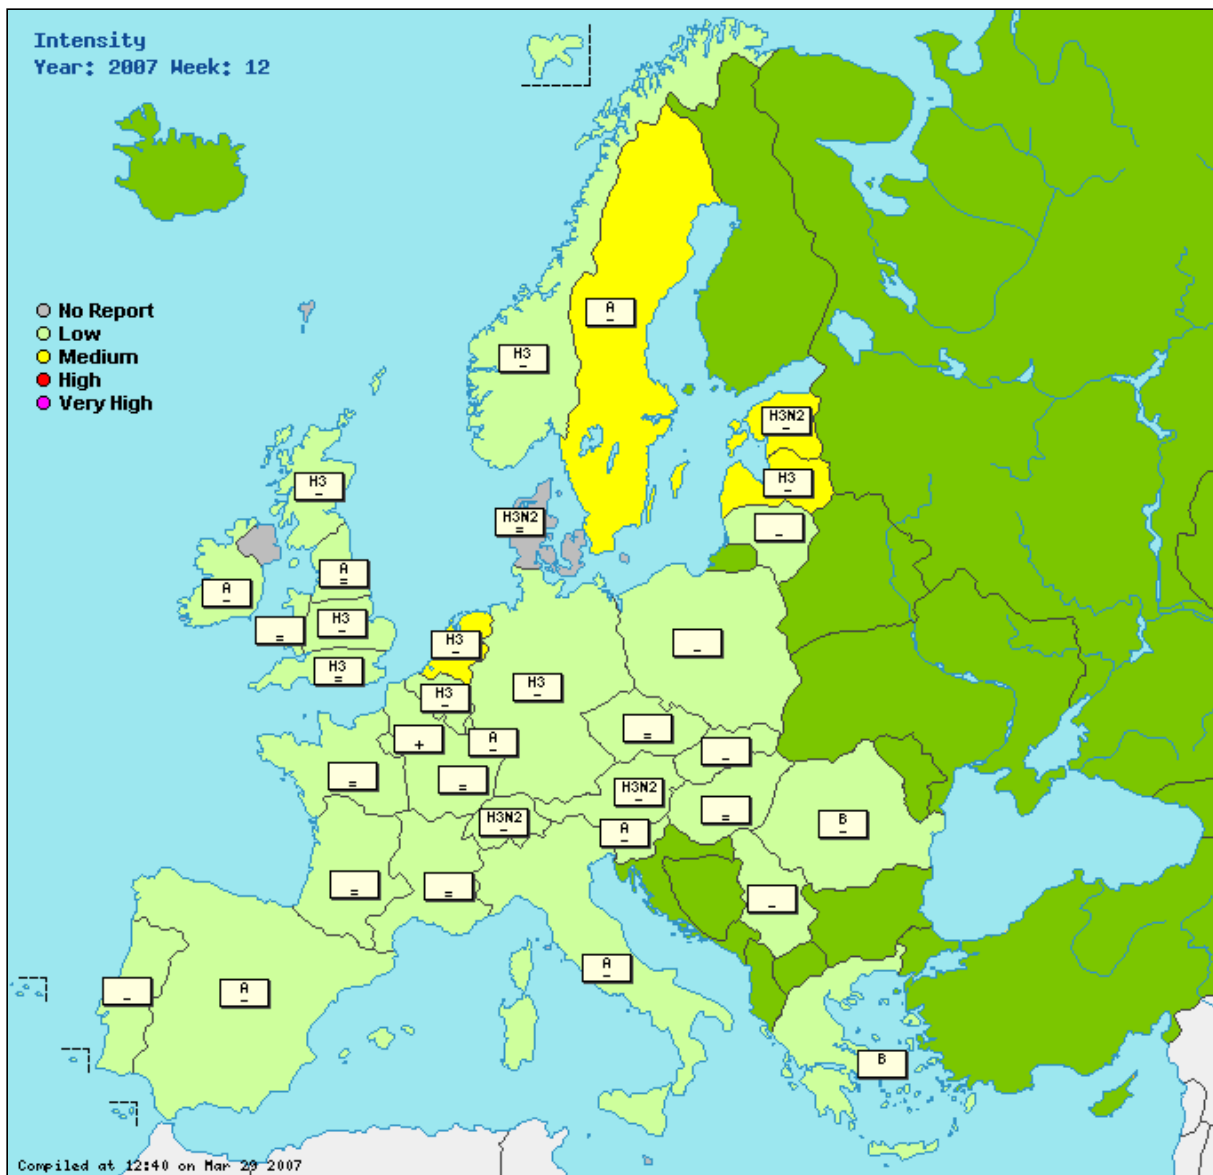 Intensity
Year: 2007 Week: 12
No Report
Low
Medium
High
Very High
A
–
H3
–
H3N2
–
H3
–
H3
–
H3N2
=
–
A
=
A
–
H3
–
=
H3
–
–
H3
=
H3
–
H3
–
=
+
A
–
–
=
=
H3N2
–
=
H3N2
–
B
–
A
–
=
=
–
A
–
–
A
–
B
Compiled at 12:40 on Mar 29 2007